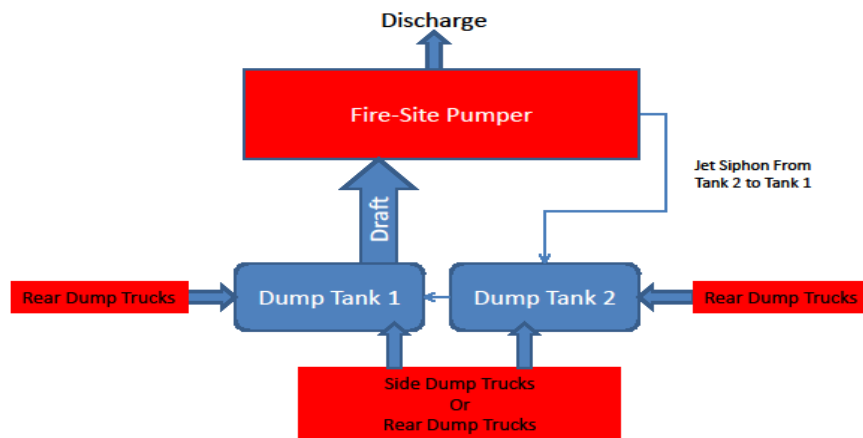 Discharge
Fire-Site Pumper
Jet Siphon From
Tank 2 to Tank 1
Draft
Rear Dump Trucks
Dump Tank 1
Dump Tank 2
Rear Dump Trucks
Side Dump Trucks
Or
Rear Dump Trucks